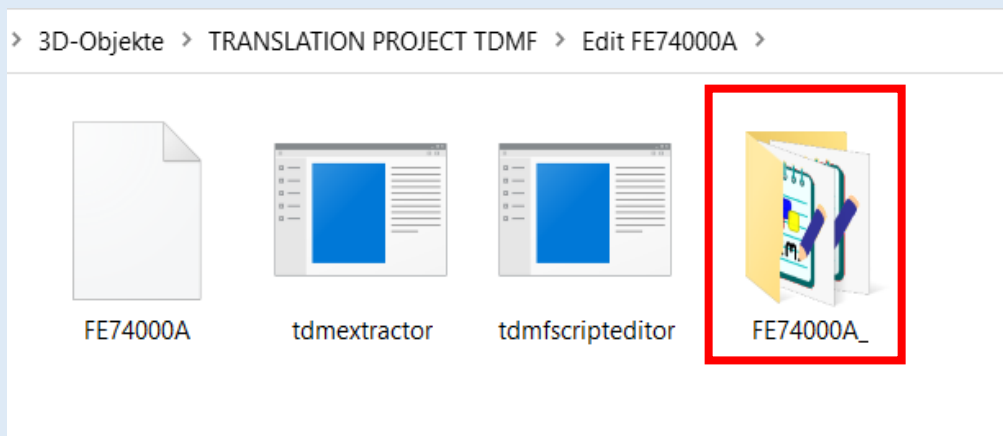 3D-Objekte > TRANSLATION PROJECT TDMF > Edit FE74000A >
FE74000A
tdmextractor
tdmfscripteditor
FE74000A_